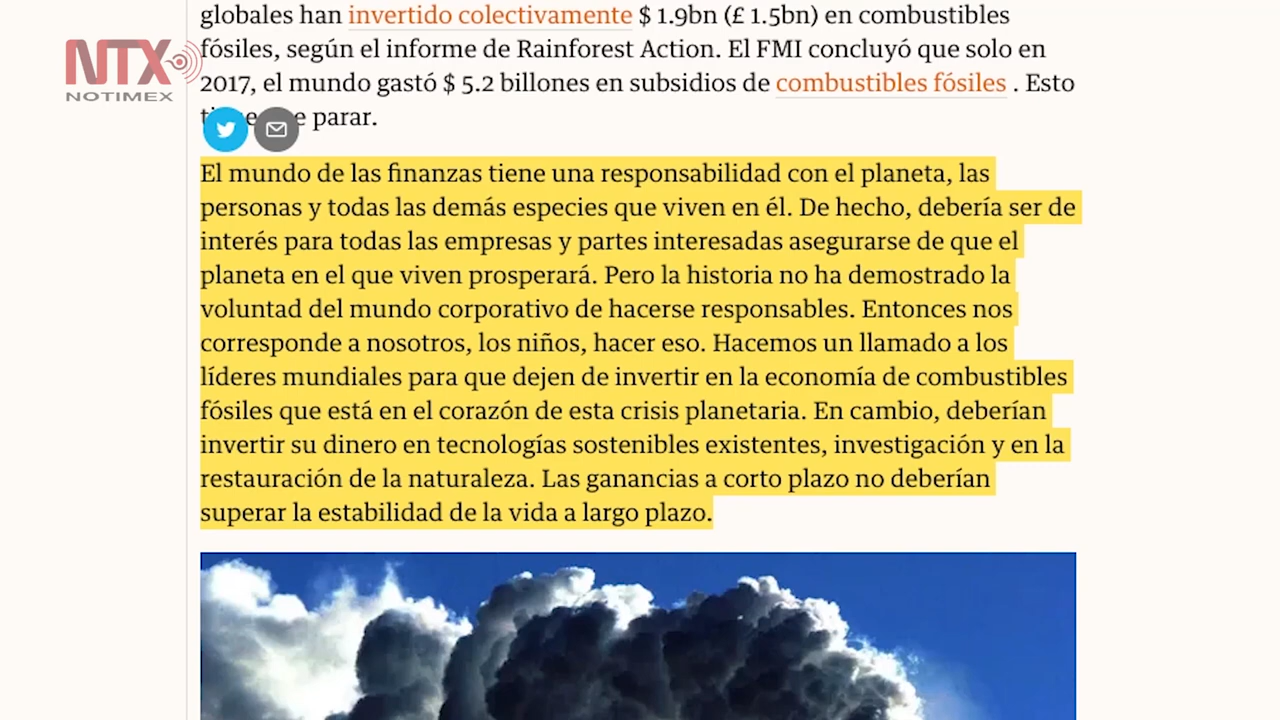 globales han invertido colectivamente $ 1.9bn (£ 1.5bn) en combustibles
fósiles, según el informe de Rainforest Action. El FMI concluyó que solo en
2017, el mundo gastó $ 5.2 billones en subsidios de combustibles fósiles . Esto
parar.
NTX
NOTIMEX
El mundo de las finanzas tiene una responsabilidad con el planeta, las
personas y todas las demás especies que viven en él. De hecho, debería ser de
interés para todas las empresas y partes interesadas asegurarse de que el
planeta en el que viven prosperará. Pero la historia no ha demostrado la
voluntad del mundo corporativo de hacerse responsables. Entonces nos
corresponde a nosotros, los niños, hacer eso. Hacemos un llamado a los
líderes mundiales para que dejen de invertir en la economía de combustibles
fósiles que está en el corazón de esta crisis planetaria. En cambio, deberían
invertir su dinero en tecnologías sostenibles existentes, investigación y en la
restauración de la naturaleza. Las ganancias a corto plazo no deberían
superar la estabilidad de la vida a largo plazo.